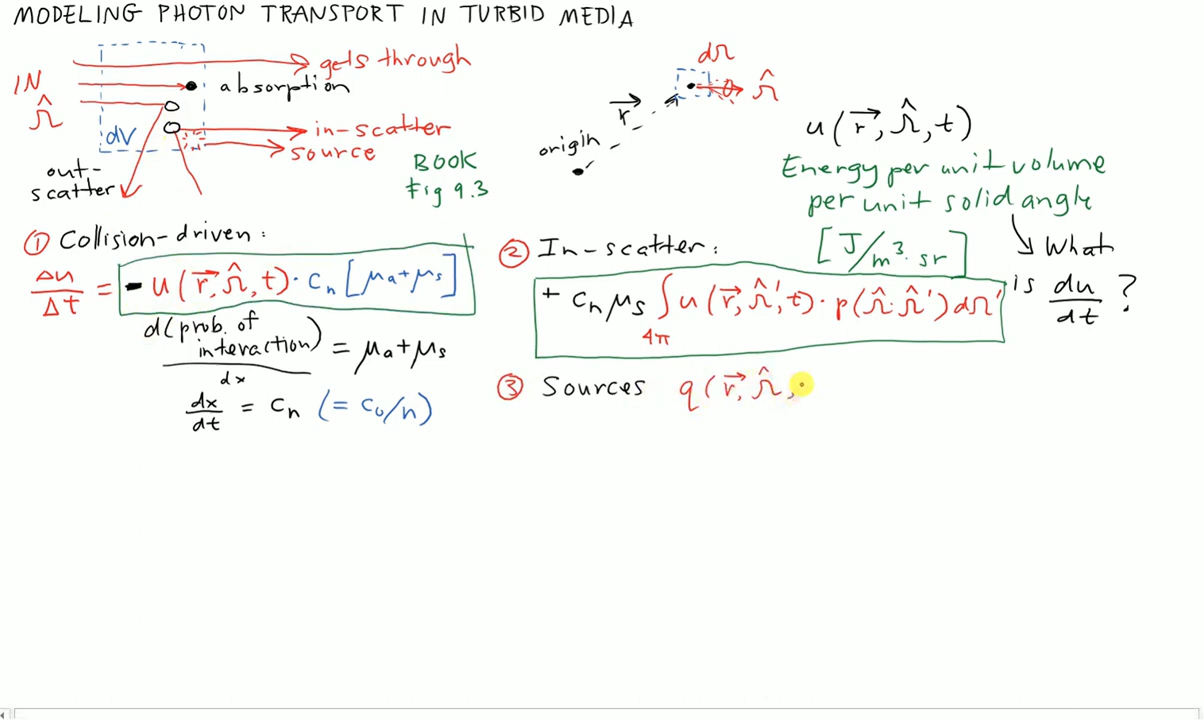 MODELING PHOTON TRANSPORT IN TURBID MEDIA
gets through
IN
absorption
Ω̂
dV
in-scatter
source
out-
scatter
BOOK
Fig 9.3
dΩ
Ω̂
r⃗
origin
u(r⃗, Ω̂, t)
Energy per unit volume
per unit solid angle
[J/m³·sr]
What
is du/dt ?
① Collision-driven:
Δu/Δt = - u(r⃗, Ω̂, t)·cₙ[μa+μs]
d(prob. of interaction)/dx = μa+μs
dx/dt = cₙ (= c₀/n)
② In-scatter:
+ cₙμs ∫4π u(r⃗, Ω̂', t)·p(Ω̂·Ω̂')dΩ'
③ Sources q(r⃗, Ω̂,